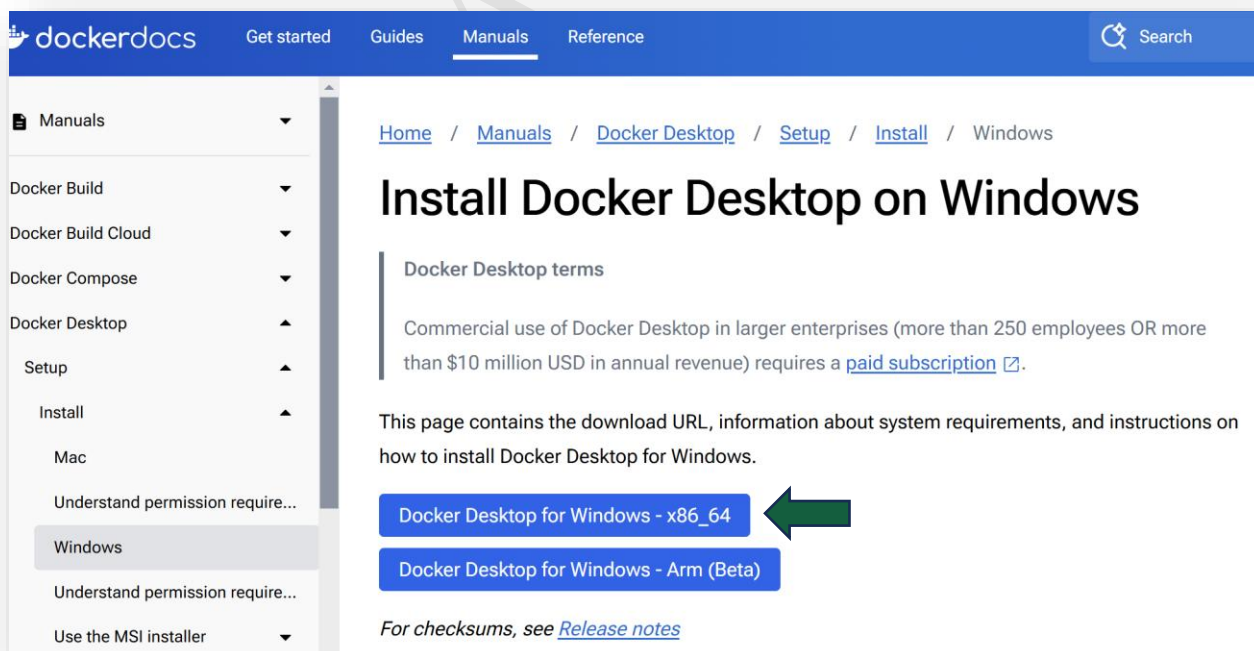 dockerdocs Get started Guides Manuals Reference Search
Manuals
Docker Build
Docker Build Cloud
Docker Compose
Docker Desktop
Setup
Install
Mac
Understand permission require...
Windows
Understand permission require...
Use the MSI installer
Home / Manuals / Docker Desktop / Setup / Install / Windows
Install Docker Desktop on Windows
Docker Desktop terms
Commercial use of Docker Desktop in larger enterprises (more than 250 employees OR more
than $10 million USD in annual revenue) requires a paid subscription.
This page contains the download URL, information about system requirements, and instructions on
how to install Docker Desktop for Windows.
Docker Desktop for Windows - x86_64
Docker Desktop for Windows - Arm (Beta)
For checksums, see Release notes